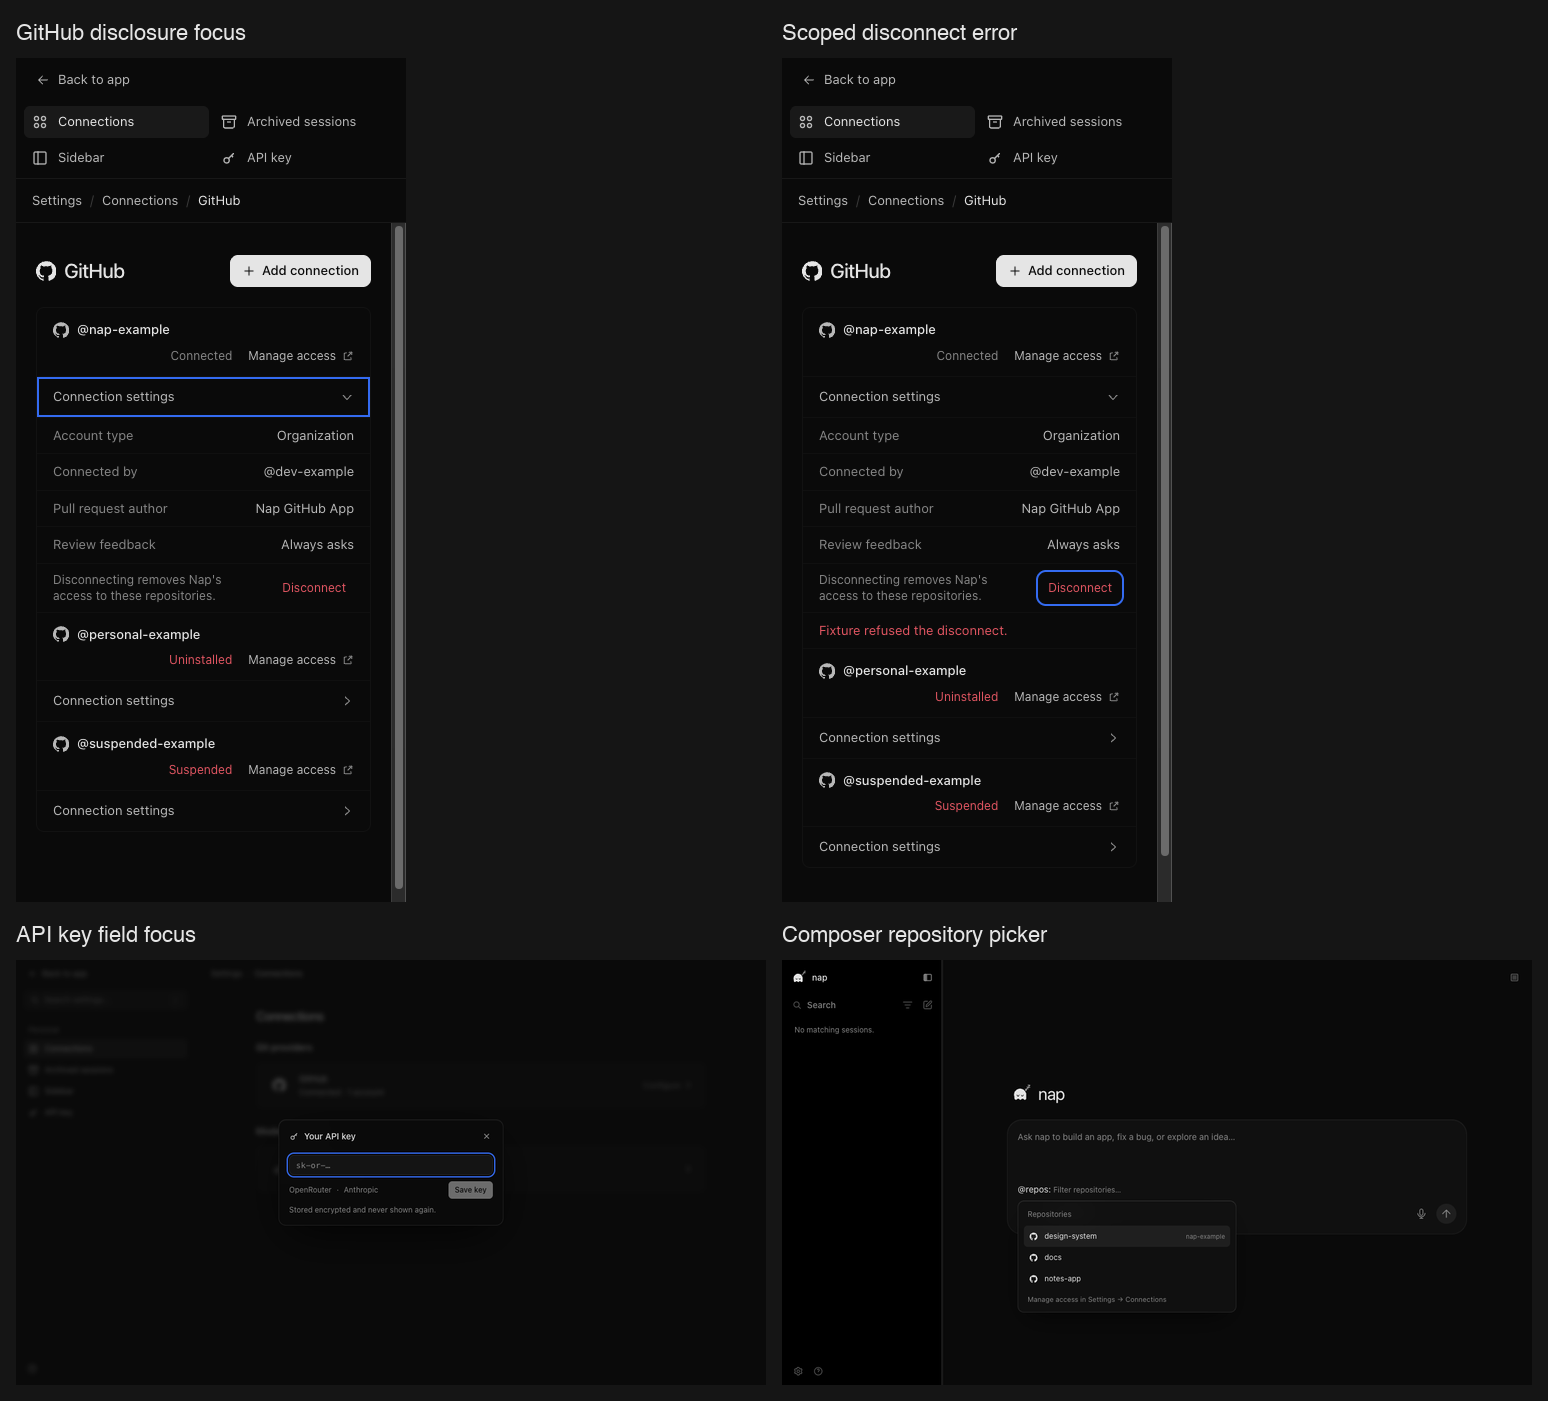 GitHub disclosure focus
Back to app
Connections
Archived sessions
Sidebar
API key
Settings / Connections / GitHub
GitHub
+ Add connection
@nap-example
Connected Manage access
Connection settings
Account type Organization
Connected by @dev-example
Pull request author Nap GitHub App
Review feedback Always asks
Disconnecting removes Nap's
access to these repositories.
Disconnect
@personal-example
Uninstalled Manage access
Connection settings
@suspended-example
Suspended Manage access
Connection settings
Scoped disconnect error
Back to app
Connections
Archived sessions
Sidebar
API key
Settings / Connections / GitHub
GitHub
+ Add connection
@nap-example
Connected Manage access
Connection settings
Account type Organization
Connected by @dev-example
Pull request author Nap GitHub App
Review feedback Always asks
Disconnecting removes Nap's
access to these repositories.
Disconnect
Fixture refused the disconnect.
@personal-example
Uninstalled Manage access
Connection settings
@suspended-example
Suspended Manage access
Connection settings
API key field focus
Connections
Your API key
sk-or-…
OpenRouter · Anthropic
Save key
Stored encrypted and never shown again.
Composer repository picker
nap
Search
No matching sessions.
nap
Ask nap to build an app, fix a bug, or explore an idea…
@repos: Filter repositories…
Repositories
design-system nap-example
docs
notes-app
Manage access in Settings → Connections